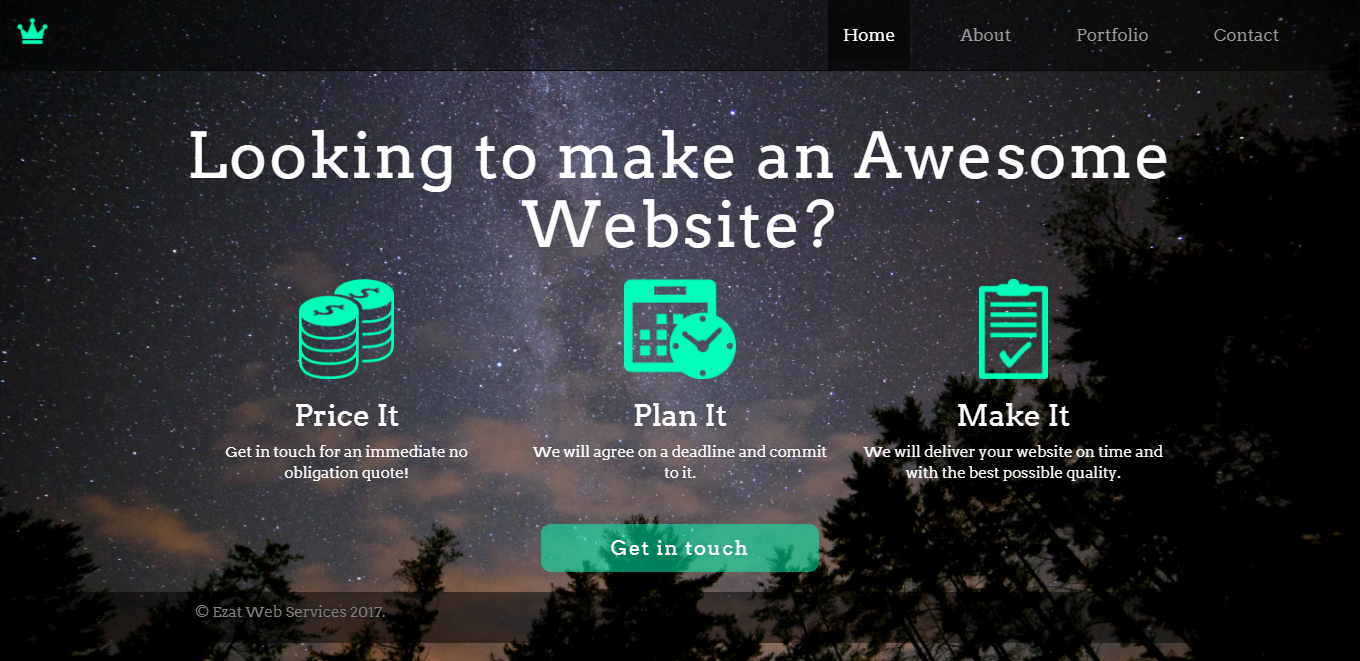 Home About Portfolio Contact
Looking to make an Awesome
Website?
Price It Plan It Make It
Get in touch for an immediate no
obligation quote!
We will agree on a deadline and commit
to it.
We will deliver your website on time and
with the best possible quality.
Get in touch
© Ezat Web Services 2017.